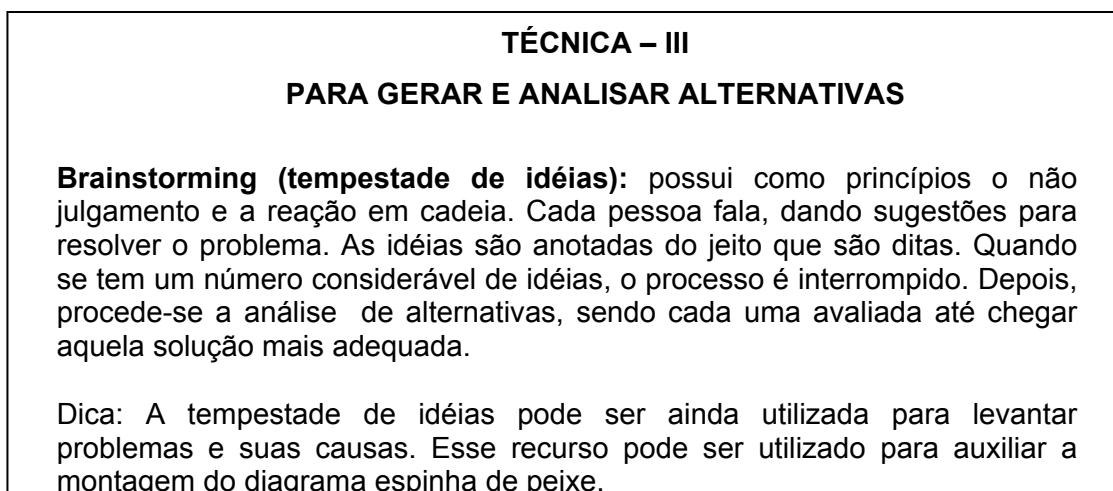 TÉCNICA – III
PARA GERAR E ANALISAR ALTERNATIVAS
Brainstorming (tempestade de idéias): possui como princípios o não
julgamento e a reação em cadeia. Cada pessoa fala, dando sugestões para
resolver o problema. As idéias são anotadas do jeito que são ditas. Quando
se tem um número considerável de idéias, o processo é interrompido. Depois,
procede-se a análise de alternativas, sendo cada uma avaliada até chegar
aquela solução mais adequada.
Dica: A tempestade de idéias pode ser ainda utilizada para levantar
problemas e suas causas. Esse recurso pode ser utilizado para auxiliar a
montagem do diagrama espinha de peixe.